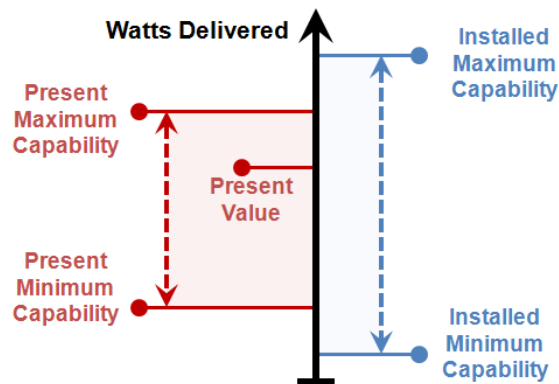 Watts Delivered
Installed
Maximum
Capability
Present
Maximum
Capability
Present
Value
Present
Minimum
Capability
Installed
Minimum
Capability